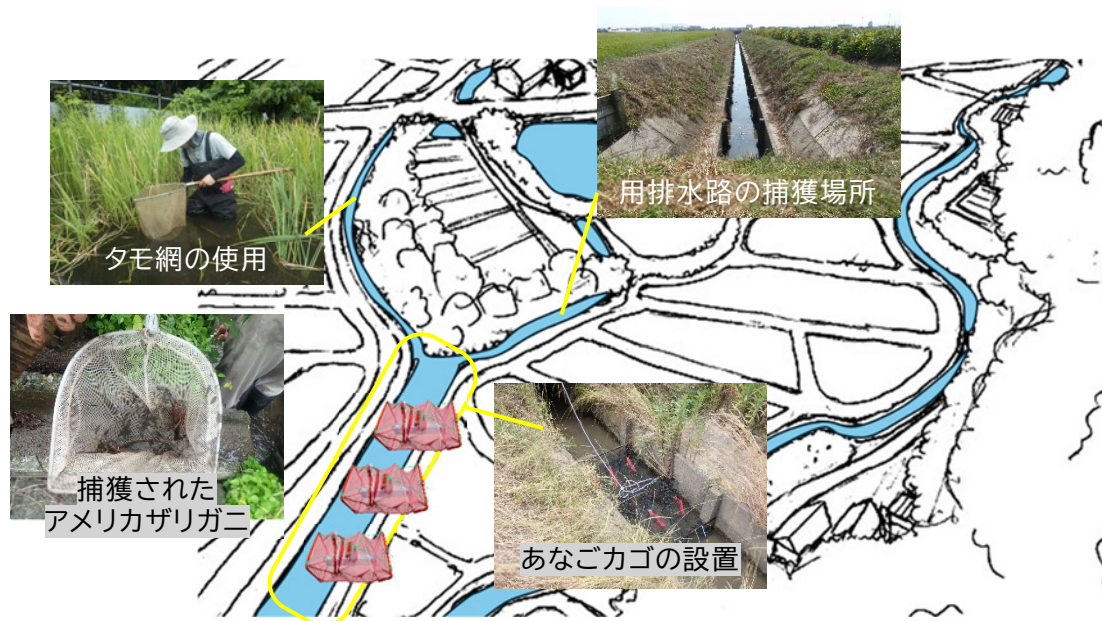 用排水路の捕獲場所
タモ網の使用
捕獲された
アメリカザリガニ
あなごカゴの設置